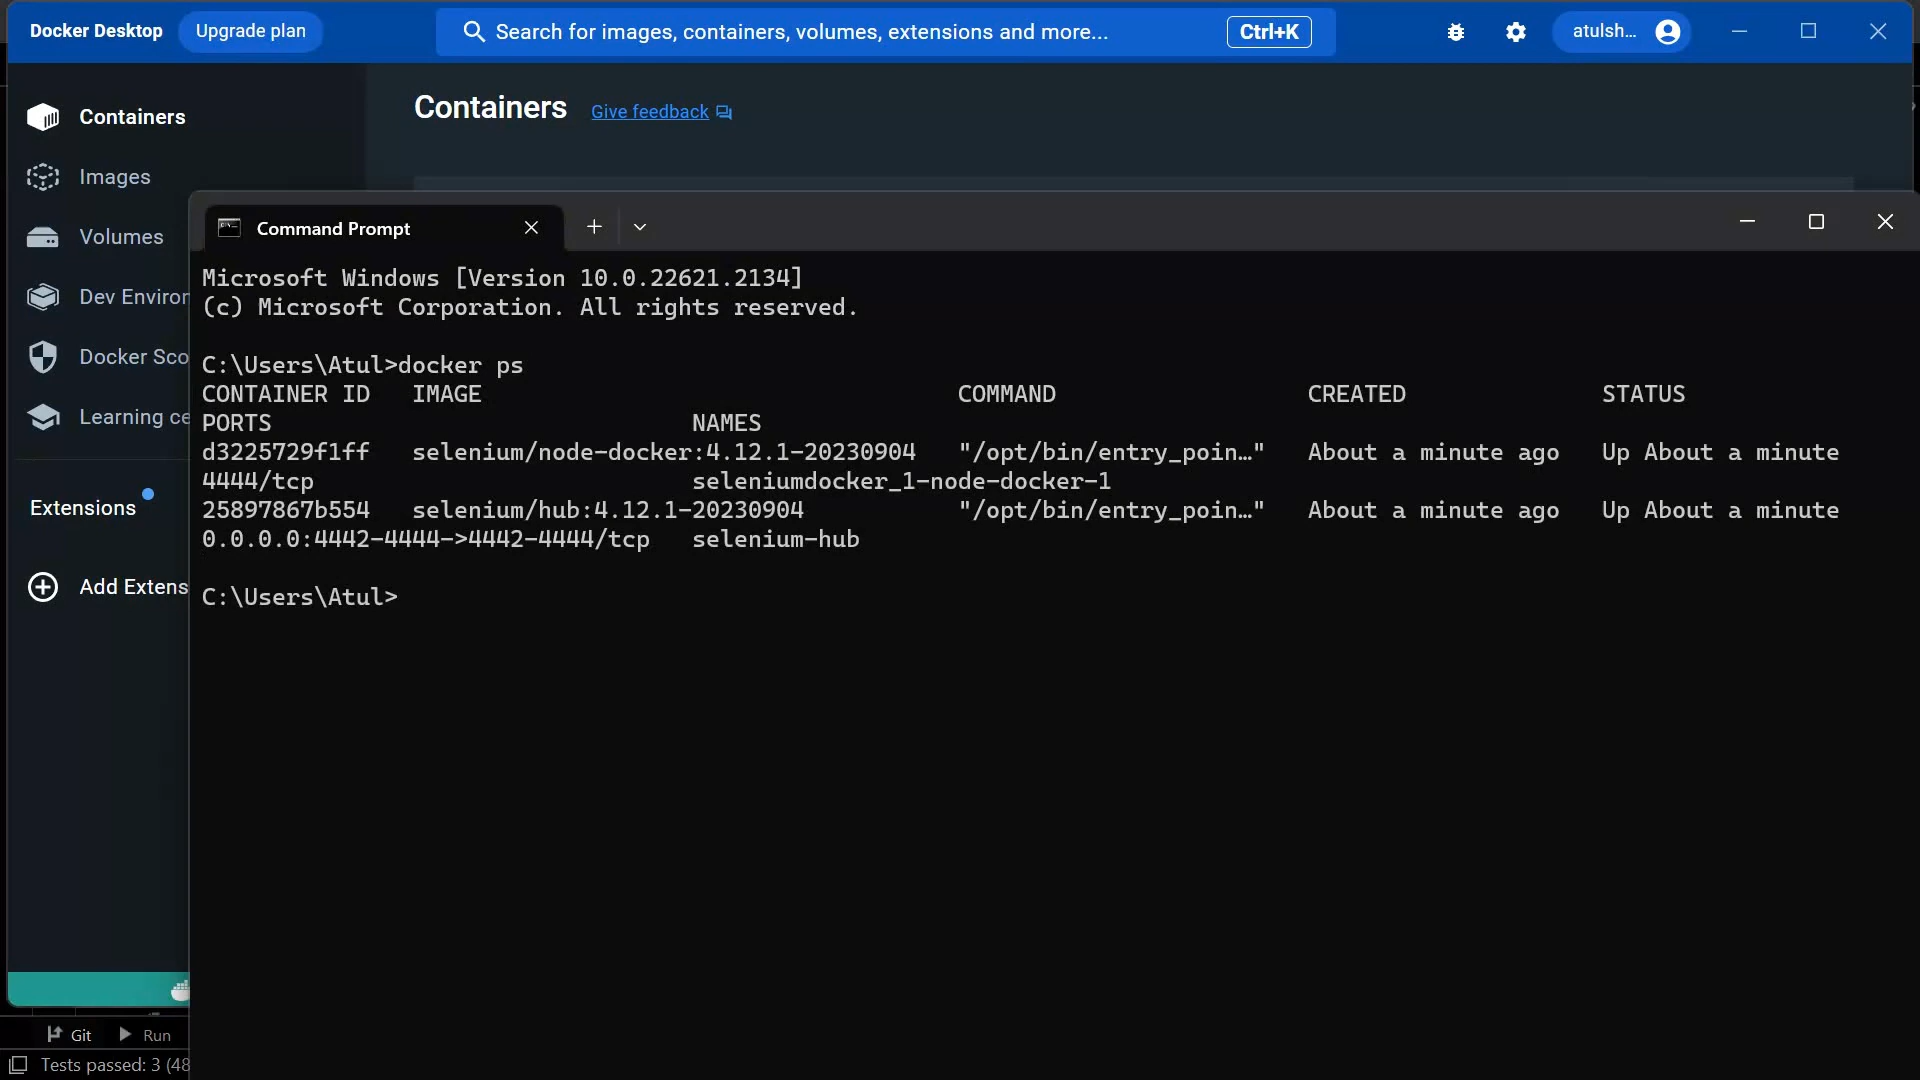 Docker Desktop Upgrade plan Search for images, containers, volumes, extensions and more... Ctrl+K atulsh...
Containers
Images
Volumes
Dev Environ
Docker Sco
Learning ce
Extensions
Add Extens
Containers Give feedback
Command Prompt
Microsoft Windows [Version 10.0.22621.2134]
(c) Microsoft Corporation. All rights reserved.
C:\Users\Atul>docker ps
CONTAINER ID IMAGE COMMAND CREATED STATUS
PORTS NAMES
d3225729f1ff selenium/node-docker:4.12.1-20230904 "/opt/bin/entry_poin…" About a minute ago Up About a minute
4444/tcp seleniumdocker_1-node-docker-1
25897867b554 selenium/hub:4.12.1-20230904 "/opt/bin/entry_poin…" About a minute ago Up About a minute
0.0.0.0:4442-4444->4442-4444/tcp selenium-hub
C:\Users\Atul>
Git Run
Tests passed: 3 (48